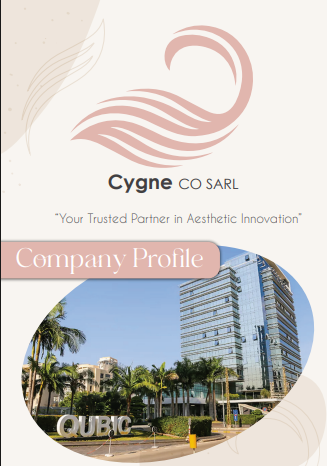 Cygne CO SARL
"Your Trusted Partner in Aesthetic Innovation"
Company Profile
QUBIC